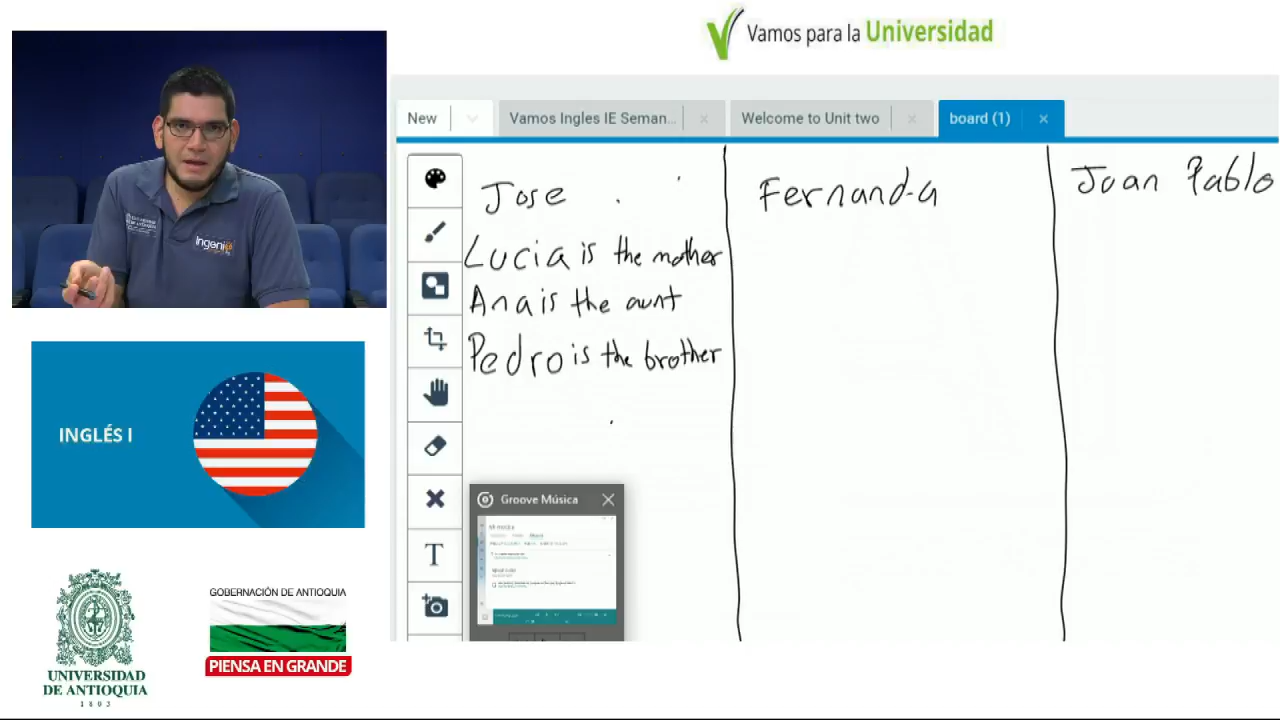 Vamos para la Universidad
New
Vamos Ingles IE Seman...
Welcome to Unit two
board (1)
Jose
Lucia is the mother
Ana is the aunt
Pedro is the brother
Fernanda
Juan Pablo
Groove Música
T
Ingeni@
INGLÉS I
UNIVERSIDAD
DE ANTIOQUIA
1803
GOBERNACIÓN DE ANTIOQUIA
PIENSA EN GRANDE